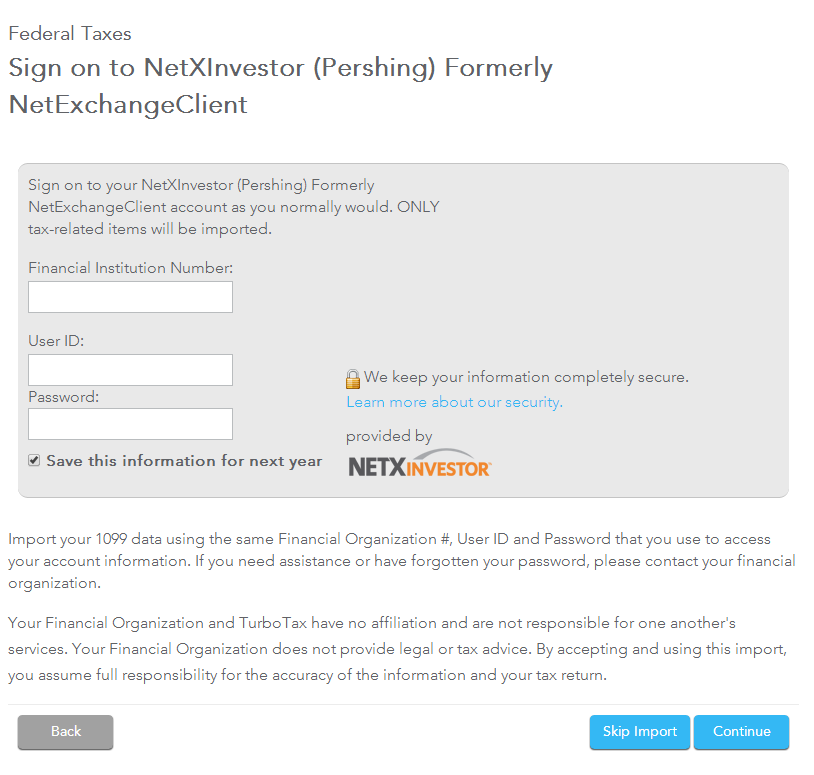 Federal Taxes
Sign on to NetXInvestor (Pershing) Formerly
NetExchangeClient
Sign on to your NetXInvestor (Pershing) Formerly
NetExchangeClient account as you normally would. ONLY
tax-related items will be imported.
Financial Institution Number:
User ID:
Password:
Save this information for next year
We keep your information completely secure.
Learn more about our security.
provided by
NETXINVESTOR
Import your 1099 data using the same Financial Organization #, User ID and Password that you use to access
your account information. If you need assistance or have forgotten your password, please contact your financial
organization.
Your Financial Organization and TurboTax have no affiliation and are not responsible for one another's
services. Your Financial Organization does not provide legal or tax advice. By accepting and using this import,
you assume full responsibility for the accuracy of the information and your tax return.
Back
Skip Import
Continue